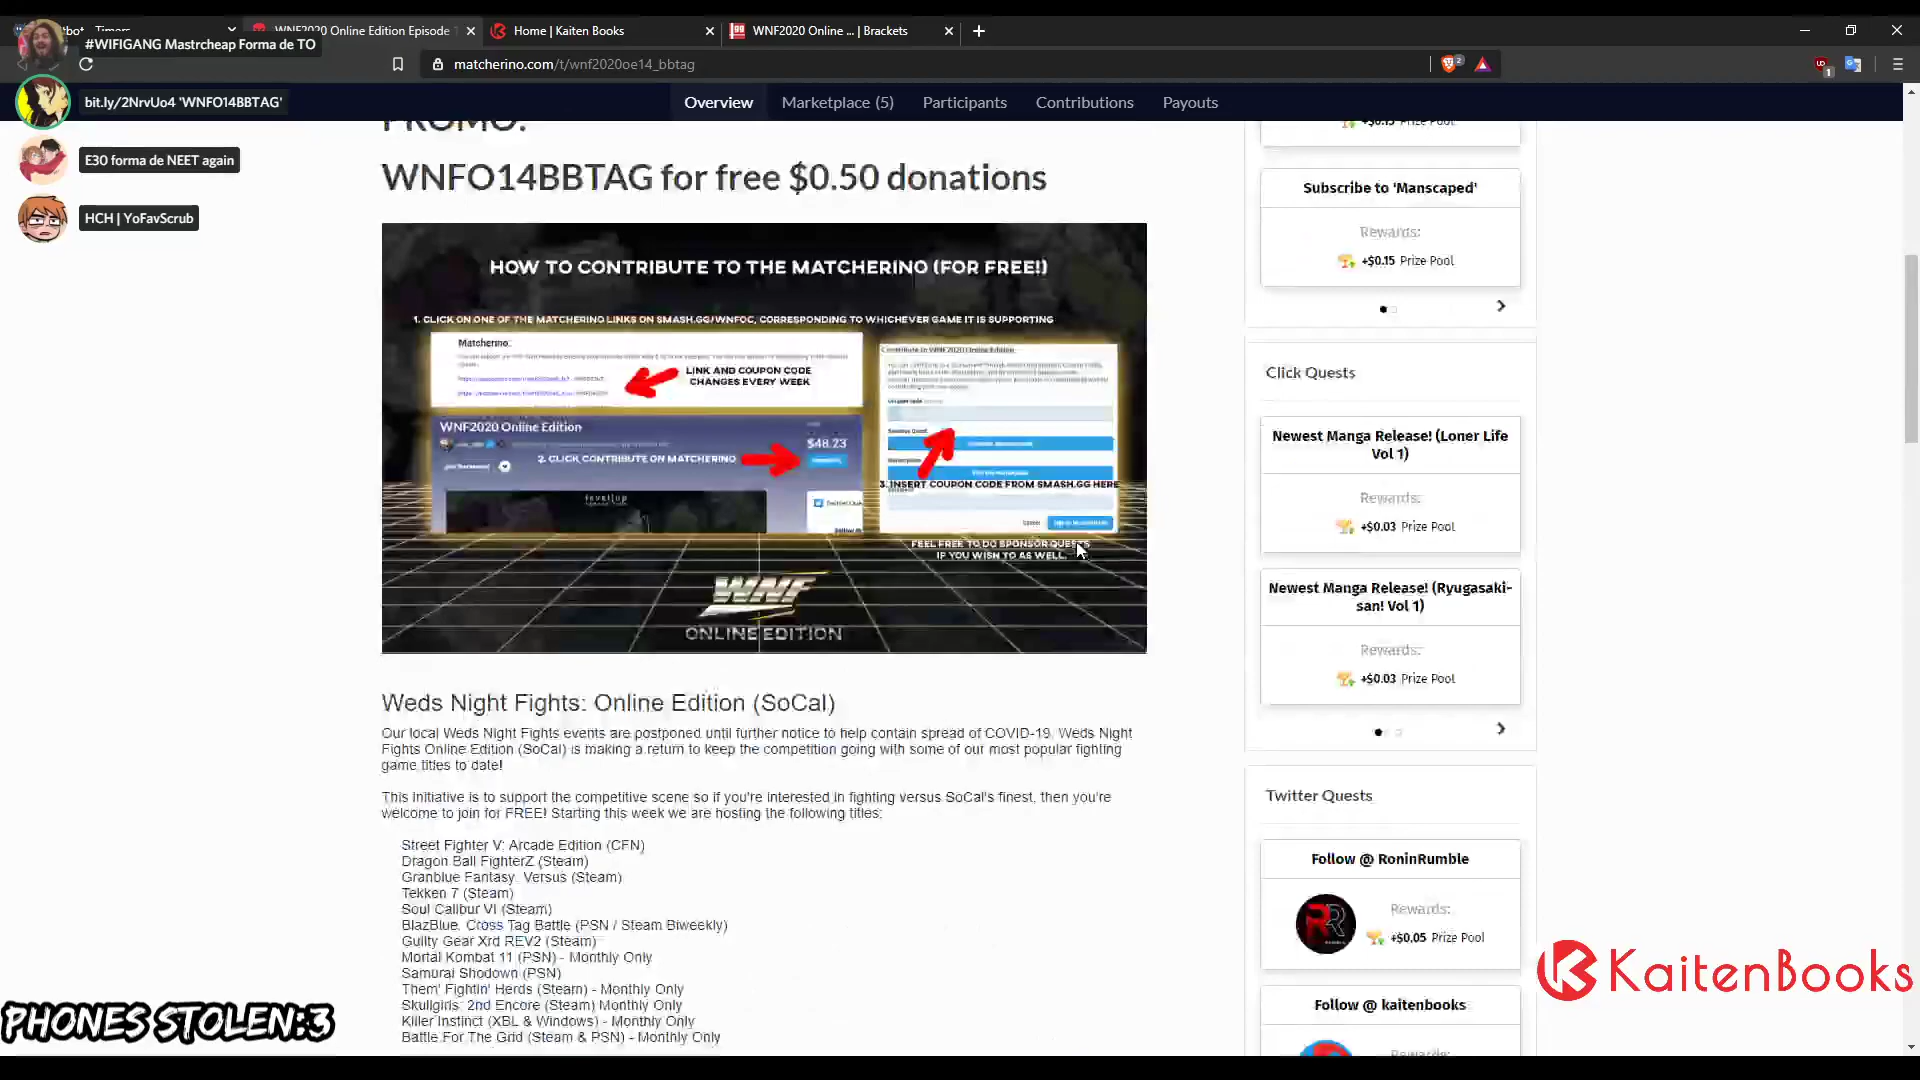 WNF2020 Online Edition Episode 1
Home | Kaiten Books
WNF2020 Online ... | Brackets
#WIFIGANG Mastrcheap Forma de TO
matcherino.com/t/wnf2020oe14_bbtag
2
1
bit.ly/2NrvUo4 'WNFO14BBTAG'
Overview
Marketplace (5)
Participants
Contributions
Payouts
E30 forma de NEET again
HCH | YoFavScrub
PROMO:
WNFO14BBTAG for free $0.50 donations
HOW TO CONTRIBUTE TO THE MATCHERINO (FOR FREE!)
1. CLICK ON ONE OF THE MATCHERINO LINKS ON SMASH.GG/WNFOC, CORRESPONDING TO WHICHEVER GAME IT IS SUPPORTING
Matcherino:
LINK AND COUPON CODE
CHANGES EVERY WEEK
WNF2020 Online Edition
$48.23
2. CLICK CONTRIBUTE ON MATCHERINO
Contribute to WNF2020 Online Edition
3. INSERT COUPON CODE FROM SMASH.GG HERE
FEEL FREE TO DO SPONSOR QUESTS
IF YOU WISH TO AS WELL.
WNF
ONLINE EDITION
Weds Night Fights: Online Edition (SoCal)
Our local Weds Night Fights events are postponed until further notice to help contain spread of COVID-19. Weds Night
Fights Online Edition (SoCal) is making a return to keep the competition going with some of our most popular fighting
game titles to date!
This initiative is to support the competitive scene so if you're interested in fighting versus SoCal's finest, then you're
welcome to join for FREE! Starting this week we are hosting the following titles:
Street Fighter V: Arcade Edition (CFN)
Dragon Ball FighterZ (Steam)
Granblue Fantasy: Versus (Steam)
Tekken 7 (Steam)
Soul Calibur VI (Steam)
BlazBlue: Cross Tag Battle (PSN / Steam Biweekly)
Guilty Gear Xrd REV2 (Steam)
Mortal Kombat 11 (PSN) - Monthly Only
Samurai Shodown (PSN)
Them' Fightin' Herds (Steam) - Monthly Only
Skullgirls: 2nd Encore (Steam) Monthly Only
Killer Instinct (XBL & Windows) - Monthly Only
Battle For The Grid (Steam & PSN) - Monthly Only
+$0.15 Prize Pool
Subscribe to 'Manscaped'
Rewards:
+$0.15 Prize Pool
Click Quests
Newest Manga Release! (Loner Life
Vol 1)
Rewards:
+$0.03 Prize Pool
Newest Manga Release! (Ryugasaki-
san! Vol 1)
Rewards:
+$0.03 Prize Pool
Twitter Quests
Follow @ RoninRumble
Rewards:
+$0.05 Prize Pool
Follow @ kaitenbooks
Rewards:
KaitenBooks
PHONES STOLEN:3